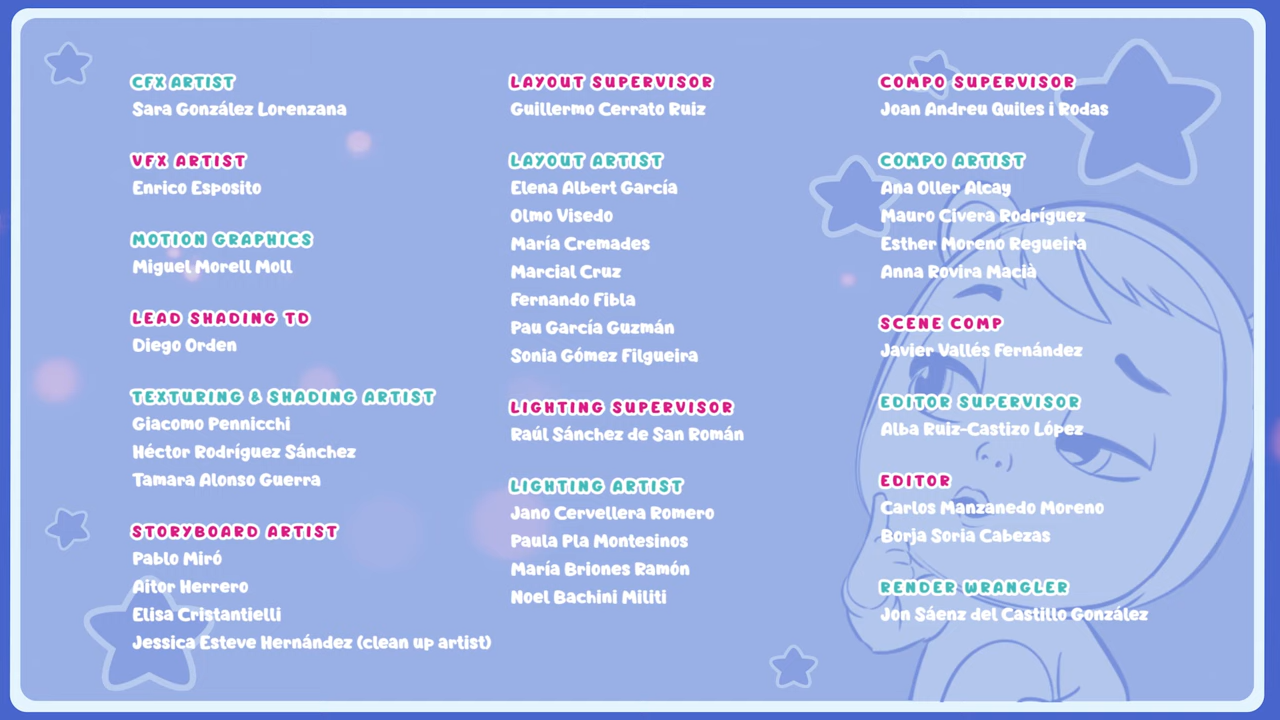 CFX ARTIST
Sara González Lorenzana
VFX ARTIST
Enrico Esposito
MOTION GRAPHICS
Miguel Morell Moll
LEAD SHADING TD
Diego Orden
TEXTURING & SHADING ARTIST
Giacomo Pennicchi
Héctor Rodríguez Sánchez
Tamara Alonso Guerra
STORYBOARD ARTIST
Pablo Miró
Aitor Herrero
Elisa Cristantielli
Jessica Esteve Hernández (clean up artist)
LAYOUT SUPERVISOR
Guillermo Cerrato Ruiz
LAYOUT ARTIST
Elena Albert García
Olmo Visedo
María Cremades
Marcial Cruz
Fernando Fibla
Pau García Guzmán
Sonia Gómez Filgueira
LIGHTING SUPERVISOR
Raúl Sánchez de San Román
LIGHTING ARTIST
Jano Cervellera Romero
Paula Pla Montesinos
María Briones Ramón
Noel Bachini Militi
COMPO SUPERVISOR
Joan Andreu Quiles i Rodas
COMPO ARTIST
Ana Oller Alcay
Mauro Civera Rodríguez
Esther Moreno Regueira
Anna Rovira Macià
SCENE COMP
Javier Vallés Fernández
EDITOR SUPERVISOR
Alba Ruiz-Castizo López
EDITOR
Carlos Manzanedo Moreno
Borja Soria Cabezas
RENDER WRANGLER
Jon Sáenz del Castillo González